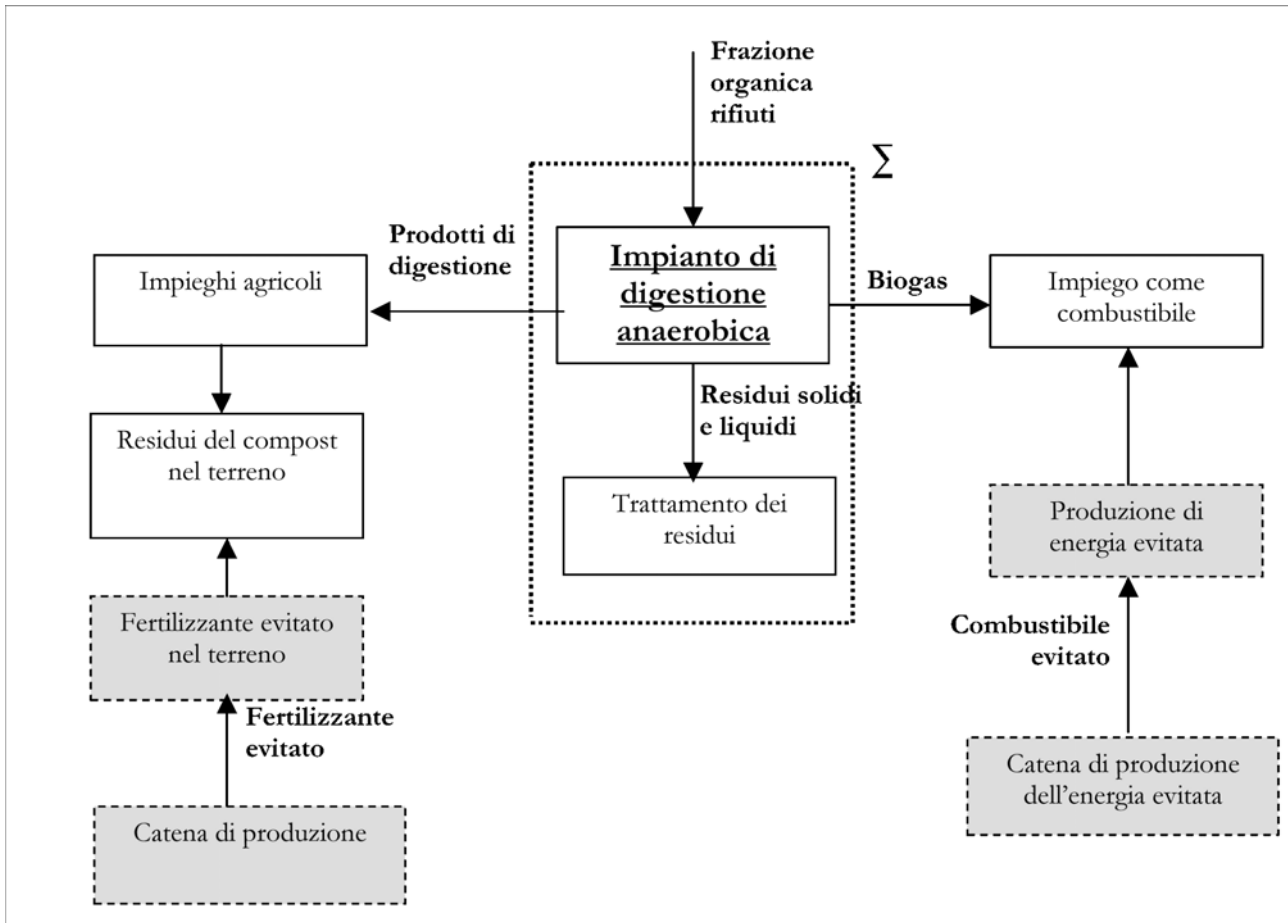 Frazione
organica
rifiuti
∑
Prodotti di
digestione
Impianto di
digestione
anaerobica
Biogas
Impieghi agricoli
Impiego come
combustibile
Residui solidi
e liquidi
Residui del compost
nel terreno
Trattamento dei
residui
Produzione di
energia evitata
Fertilizzante evitato
nel terreno
Combustibile
evitato
Fertilizzante
evitato
Catena di produzione
dell'energia evitata
Catena di produzione